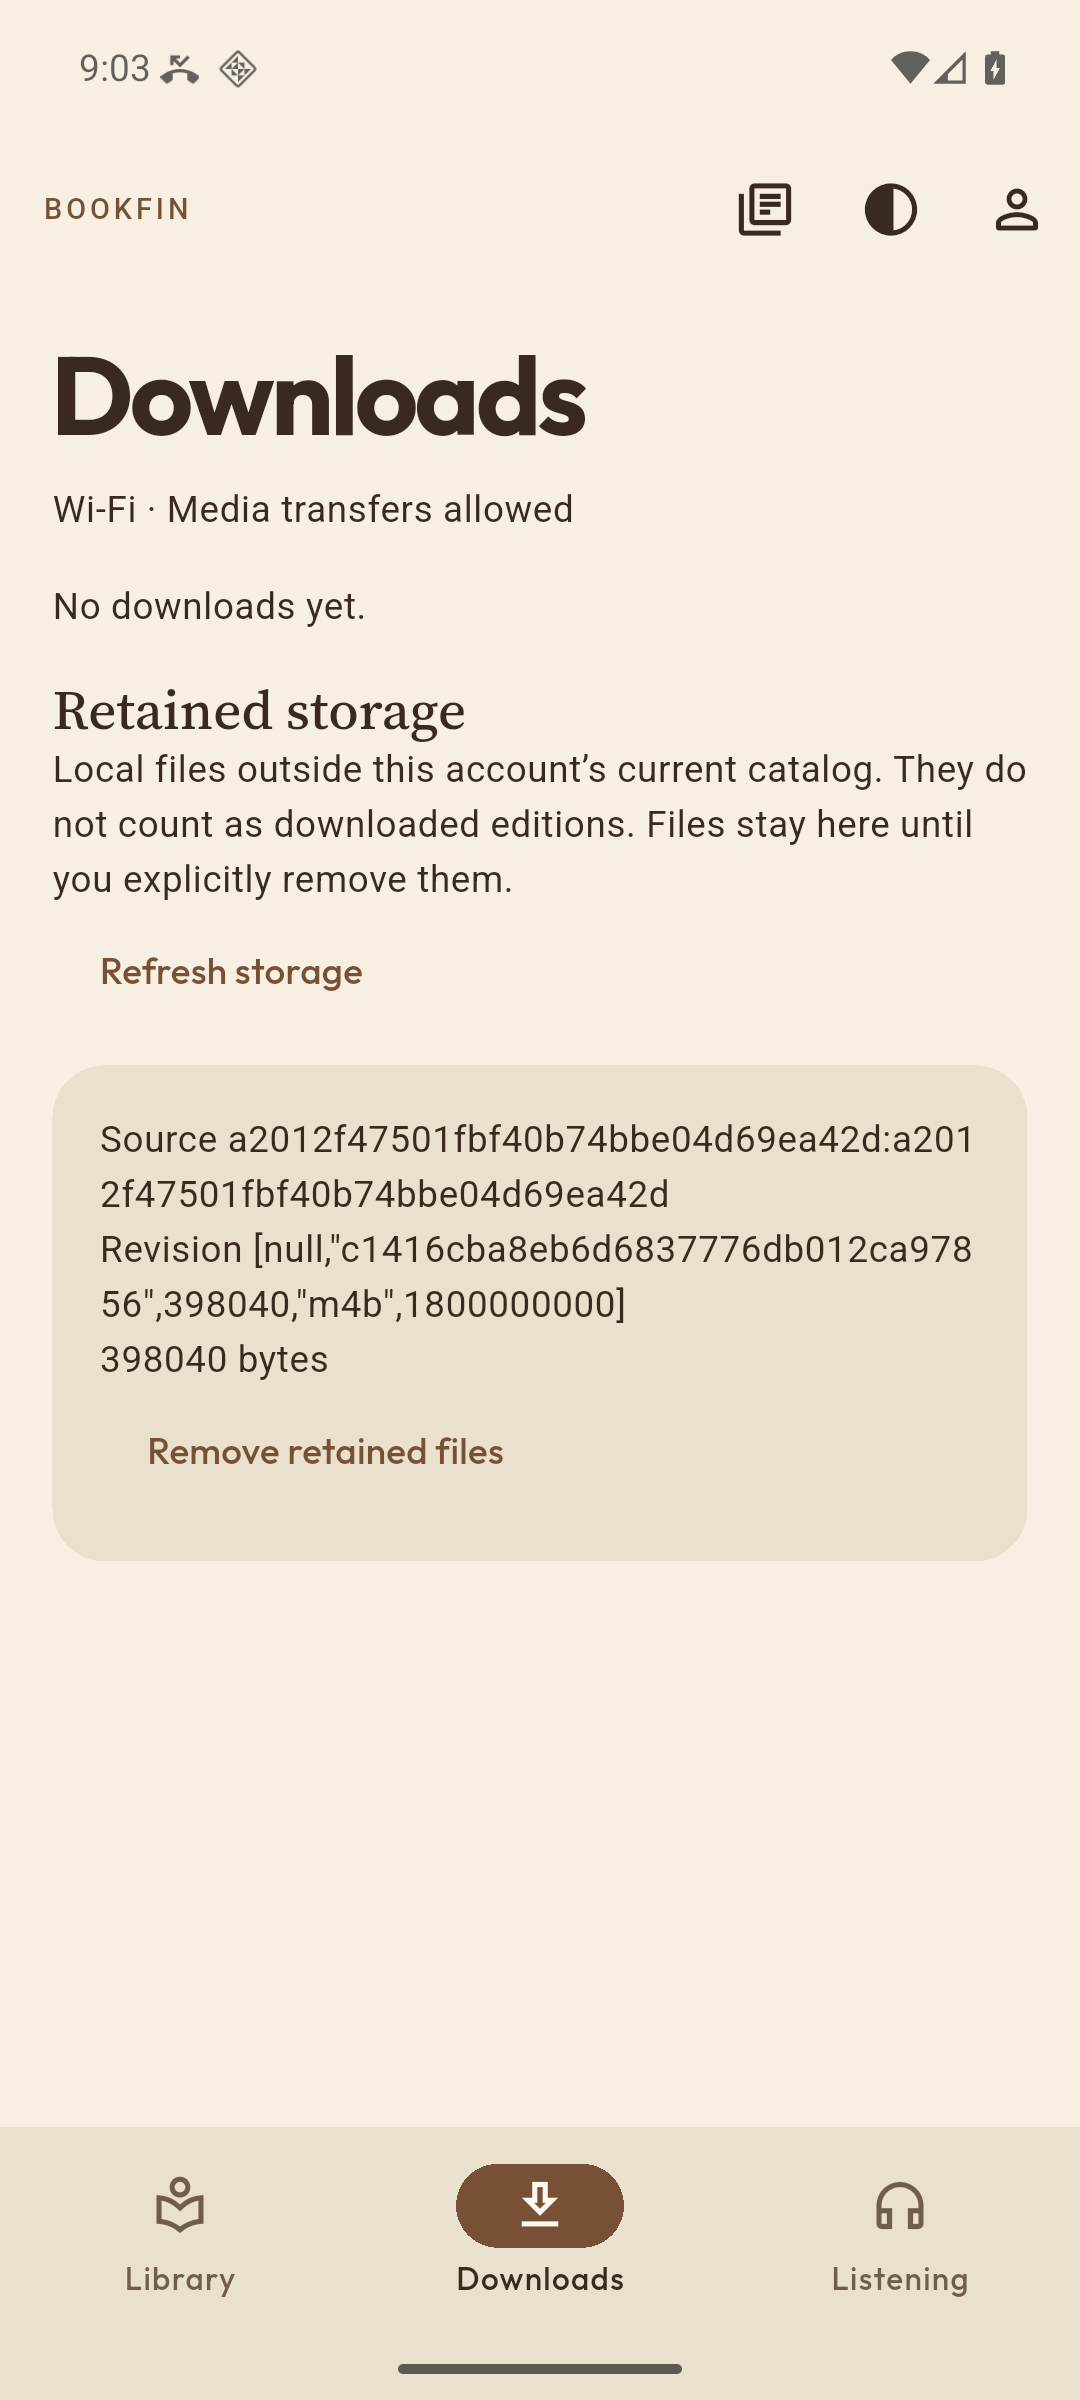 9:03
BOOKFIN
Downloads
Wi-Fi · Media transfers allowed
No downloads yet.
Retained storage
Local files outside this account’s current catalog. They do
not count as downloaded editions. Files stay here until
you explicitly remove them.
Refresh storage
Source a2012f47501fbf40b74bbe04d69ea42d:a201
2f47501fbf40b74bbe04d69ea42d
Revision [null,"c1416cba8eb6d6837776db012ca978
56",398040,"m4b",1800000000]
398040 bytes
Remove retained files
Library
Downloads
Listening